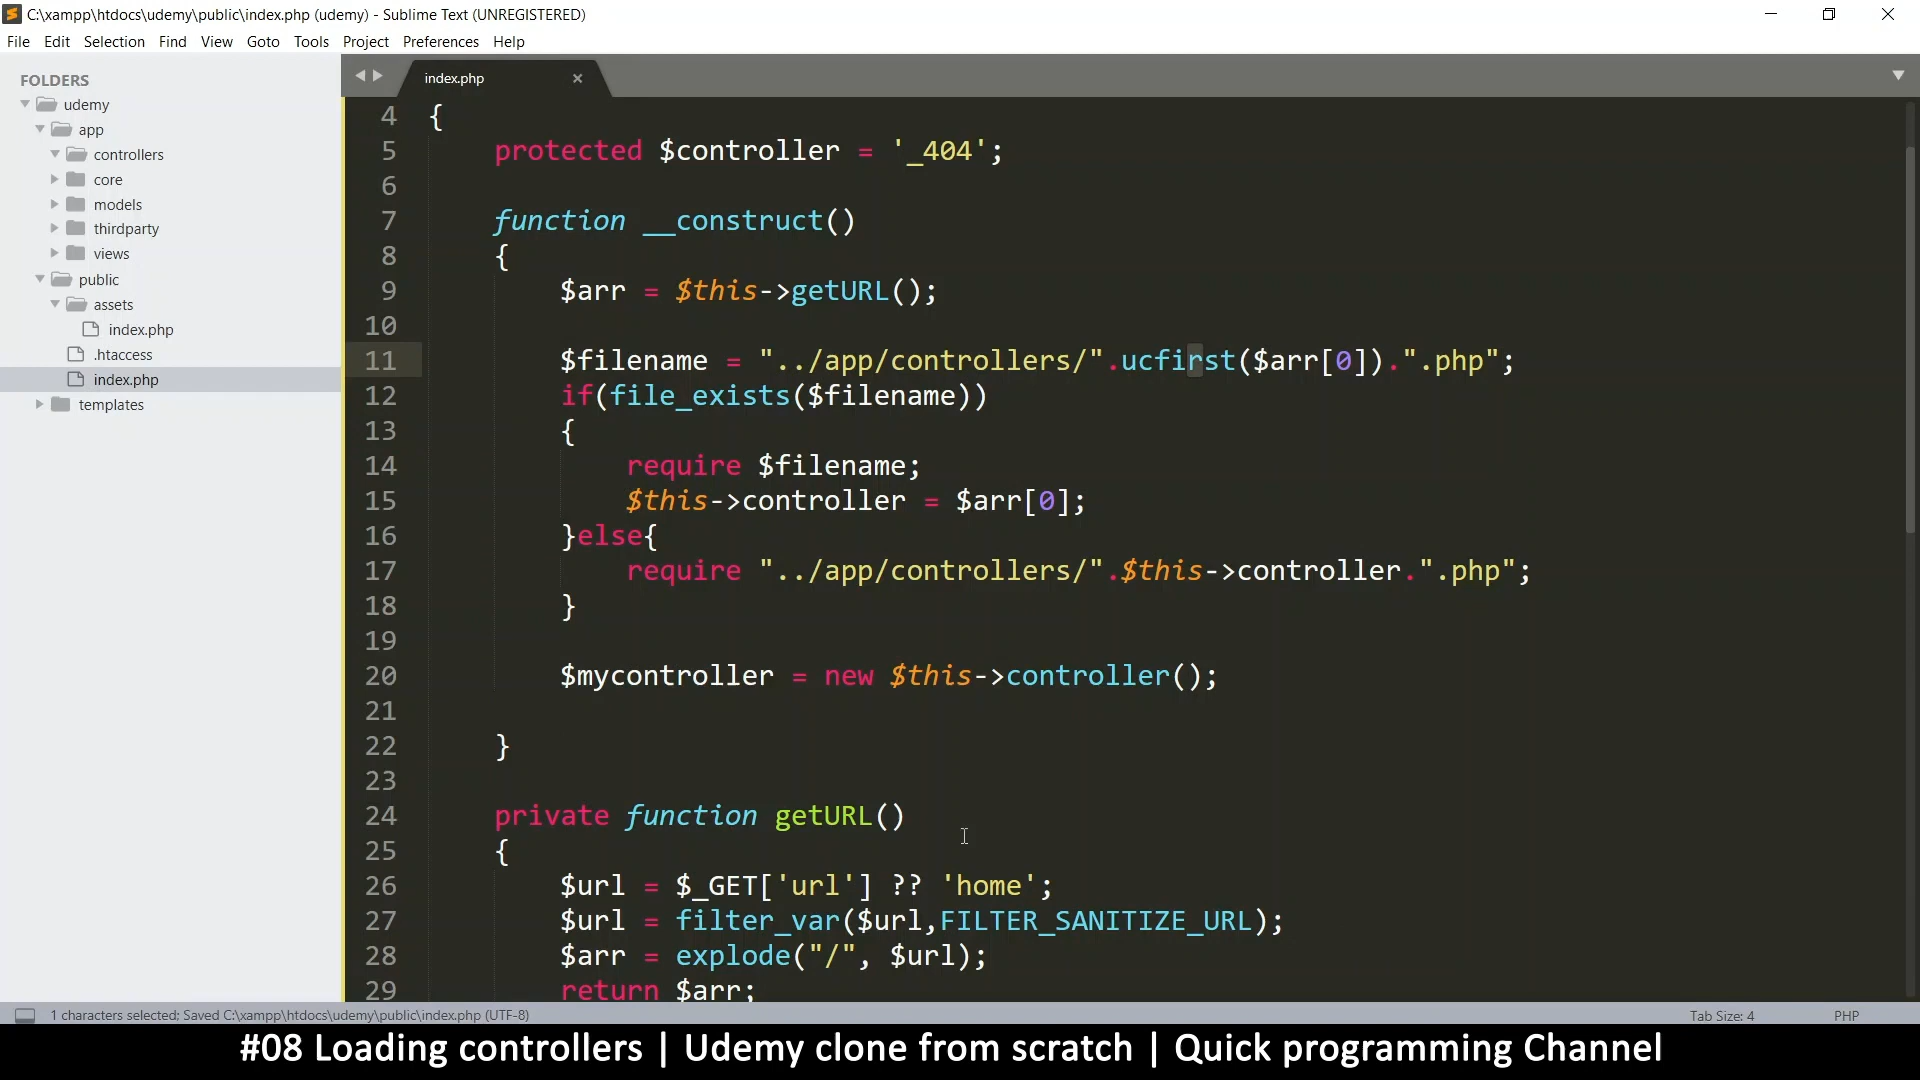 C:\xampp\htdocs\udemy\public\index.php (udemy) - Sublime Text (UNREGISTERED)
File Edit Selection Find View Goto Tools Project Preferences Help
FOLDERS
udemy
app
controllers
core
models
thirdparty
views
public
assets
index.php
.htaccess
index.php
templates
index.php
4 {
5 protected $controller = '_404';
6
7 function __construct()
8 {
9 $arr = $this->getURL();
10
11 $filename = "../app/controllers/".ucfirst($arr[0]).".php";
12 if(file_exists($filename))
13 {
14 require $filename;
15 $this->controller = $arr[0];
16 }else{
17 require "../app/controllers/".$this->controller.".php";
18 }
19
20 $mycontroller = new $this->controller();
21
22 }
23
24 private function getURL()
25 {
26 $url = $_GET['url'] ?? 'home';
27 $url = filter_var($url,FILTER_SANITIZE_URL);
28 $arr = explode("/", $url);
29 return $arr;
1 characters selected; Saved C:\xampp\htdocs\udemy\public\index.php (UTF-8) Tab Size: 4 PHP
#08 Loading controllers | Udemy clone from scratch | Quick programming Channel